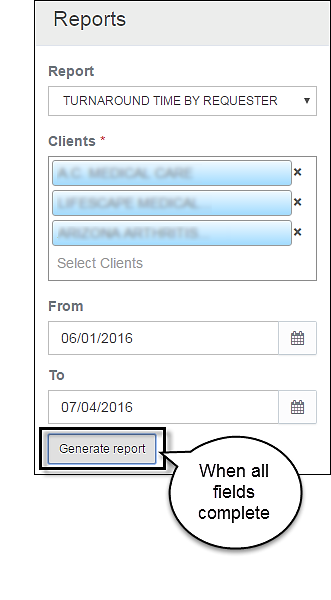 Reports
Report
TURNAROUND TIME BY REQUESTER
Clients *
A.C. MEDICAL CARE
LIFESCAPE MEDICAL...
ARIZONA ARTHRITIS...
Select Clients
From
06/01/2016
To
07/04/2016
Generate report
When all
fields
complete